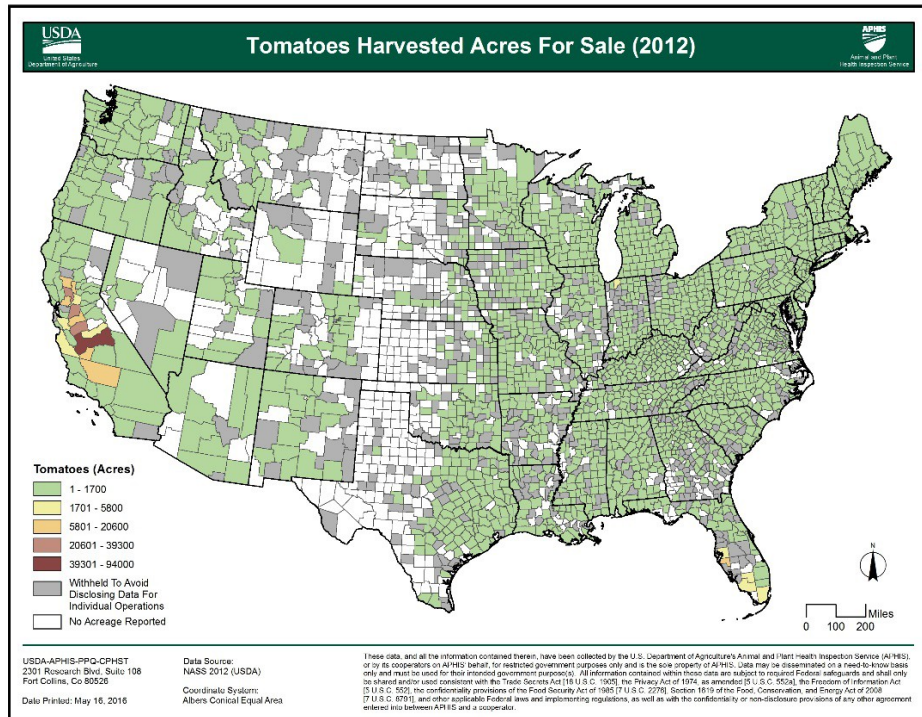 USDA
United States
Department of Agriculture
Tomatoes Harvested Acres For Sale (2012)
APHIS
Animal and Plant
Health Inspection Service
Tomatoes (Acres)
1 - 1700
1701 - 5800
5801 - 20600
20601 - 39300
39301 - 94000
Withheld To Avoid
Disclosing Data For
Individual Operations
No Acreage Reported
N
Miles
0 100 200
USDA-APHIS-PPQ-CPHST
2301 Research Blvd, Suite 108
Fort Collins, Co 80526
Date Printed: May 16, 2016
Data Source:
NASS 2012 (USDA)
Coordinate System:
Albers Conical Equal Area
These data, and all the information contained therein, have been collected by the U.S. Department of Agriculture's Animal and Plant Health Inspection Service (APHIS),
or by its cooperators on APHIS' behalf, for restricted government purposes only and is the sole property of APHIS. Data may be disseminated on a need-to-know basis
only and must be used for their intended government purpose(s). All information contained within these data are subject to required Federal safeguards and shall only
be shared and/or used consistent with the Trade Secrets Act [18 U.S.C. 1905], the Privacy Act of 1974, as amended [5 U.S.C. 552a], the Freedom of Information Act
[5 U.S.C. 552], the confidentiality provisions of the Food Security Act of 1985 [7 U.S.C. 2276], Section 1619 of the Food, Conservation, and Energy Act of 2008
[7 U.S.C. 8791], and other applicable Federal laws and implementing regulations, as well as with the confidentiality or non-disclosure provisions of any other agreement
entered into between APHIS and a cooperator.